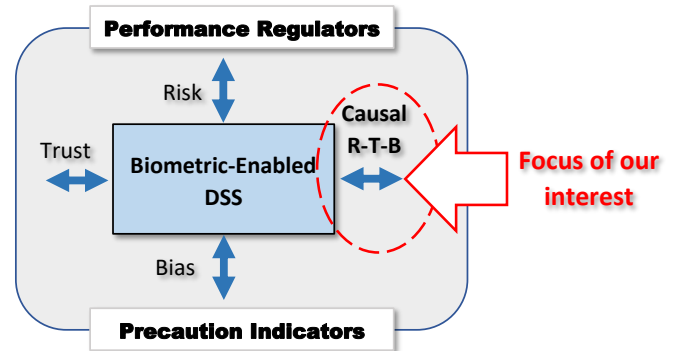 Performance Regulators
Risk
Causal
R-T-B
Trust
Biometric-Enabled
DSS
Focus of our
interest
Bias
Precaution Indicators